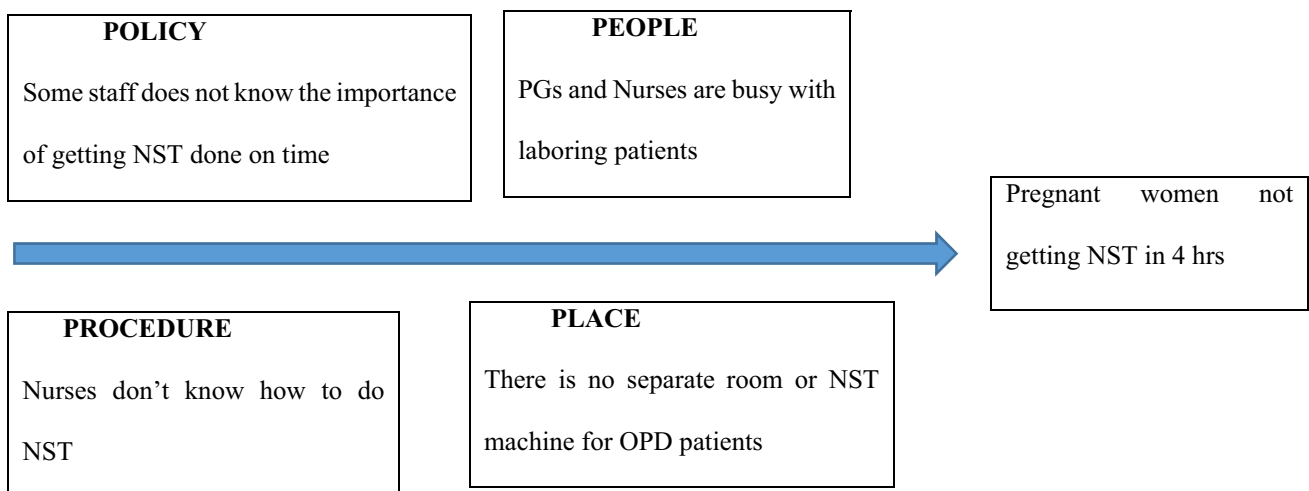 POLICY
Some staff does not know the importance
of getting NST done on time
PEOPLE
PGs and Nurses are busy with
laboring patients
Pregnant women not
getting NST in 4 hrs
PROCEDURE
Nurses don’t know how to do
NST
PLACE
There is no separate room or NST
machine for OPD patients